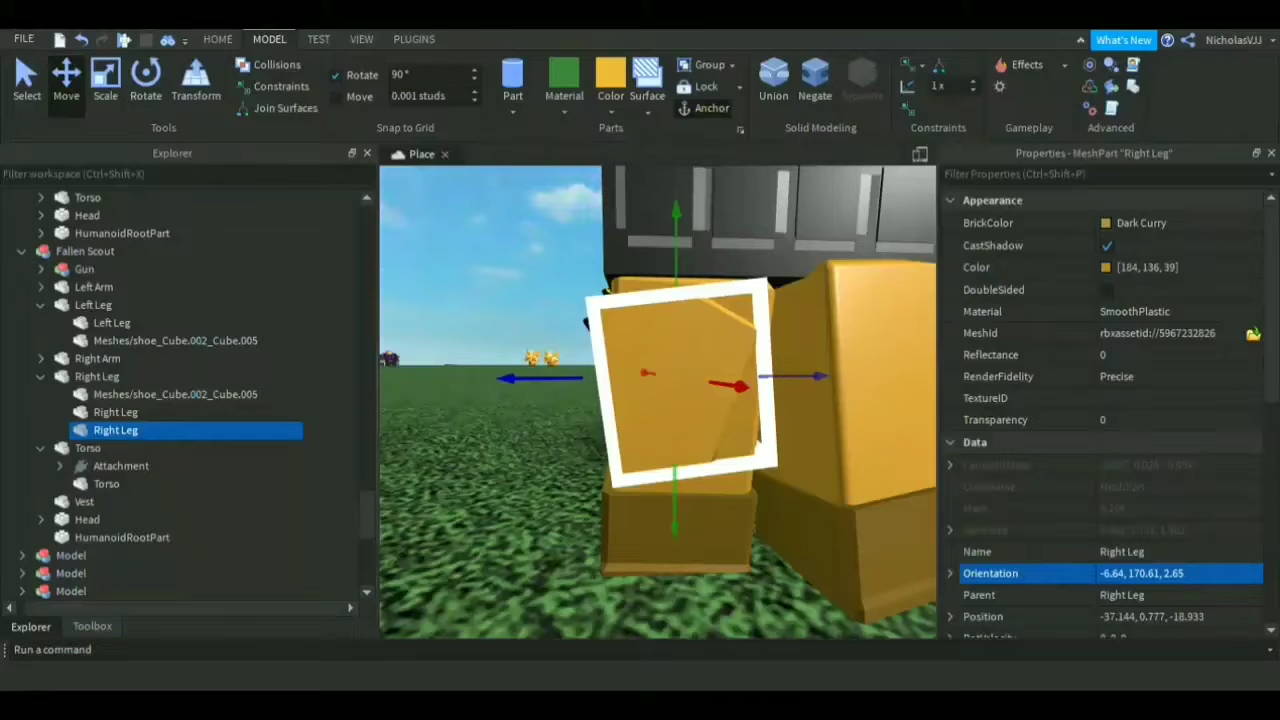 FILE HOME MODEL TEST VIEW PLUGINS What's New NicholasVJJ
Select Move Scale Rotate Transform
Collisions
Constraints
Join Surfaces
Rotate 90°
Move 0.001 studs
Part Material Color Surface
Group
Lock
Anchor
Union Negate Separate
1 x
Effects
Tools Snap to Grid Parts Solid Modeling Constraints Gameplay Advanced
Explorer
Filter workspace (Ctrl+Shift+X)
Torso
Head
HumanoidRootPart
Fallen Scout
Gun
Left Arm
Left Leg
Left Leg
Meshes/shoe_Cube.002_Cube.005
Right Arm
Right Leg
Meshes/shoe_Cube.002_Cube.005
Right Leg
Right Leg
Torso
Attachment
Torso
Vest
Head
HumanoidRootPart
Model
Model
Model
Explorer Toolbox
Run a command
Place
Properties - MeshPart "Right Leg"
Filter Properties (Ctrl+Shift+P)
Appearance
BrickColor Dark Curry
CastShadow
Color [184, 136, 39]
DoubleSided
Material SmoothPlastic
MeshId rbxassetid://5967232826
Reflectance 0
RenderFidelity Precise
TextureID
Transparency 0
Data
Name Right Leg
Orientation -6.64, 170.61, 2.65
Parent Right Leg
Position -37.144, 0.777, -18.933